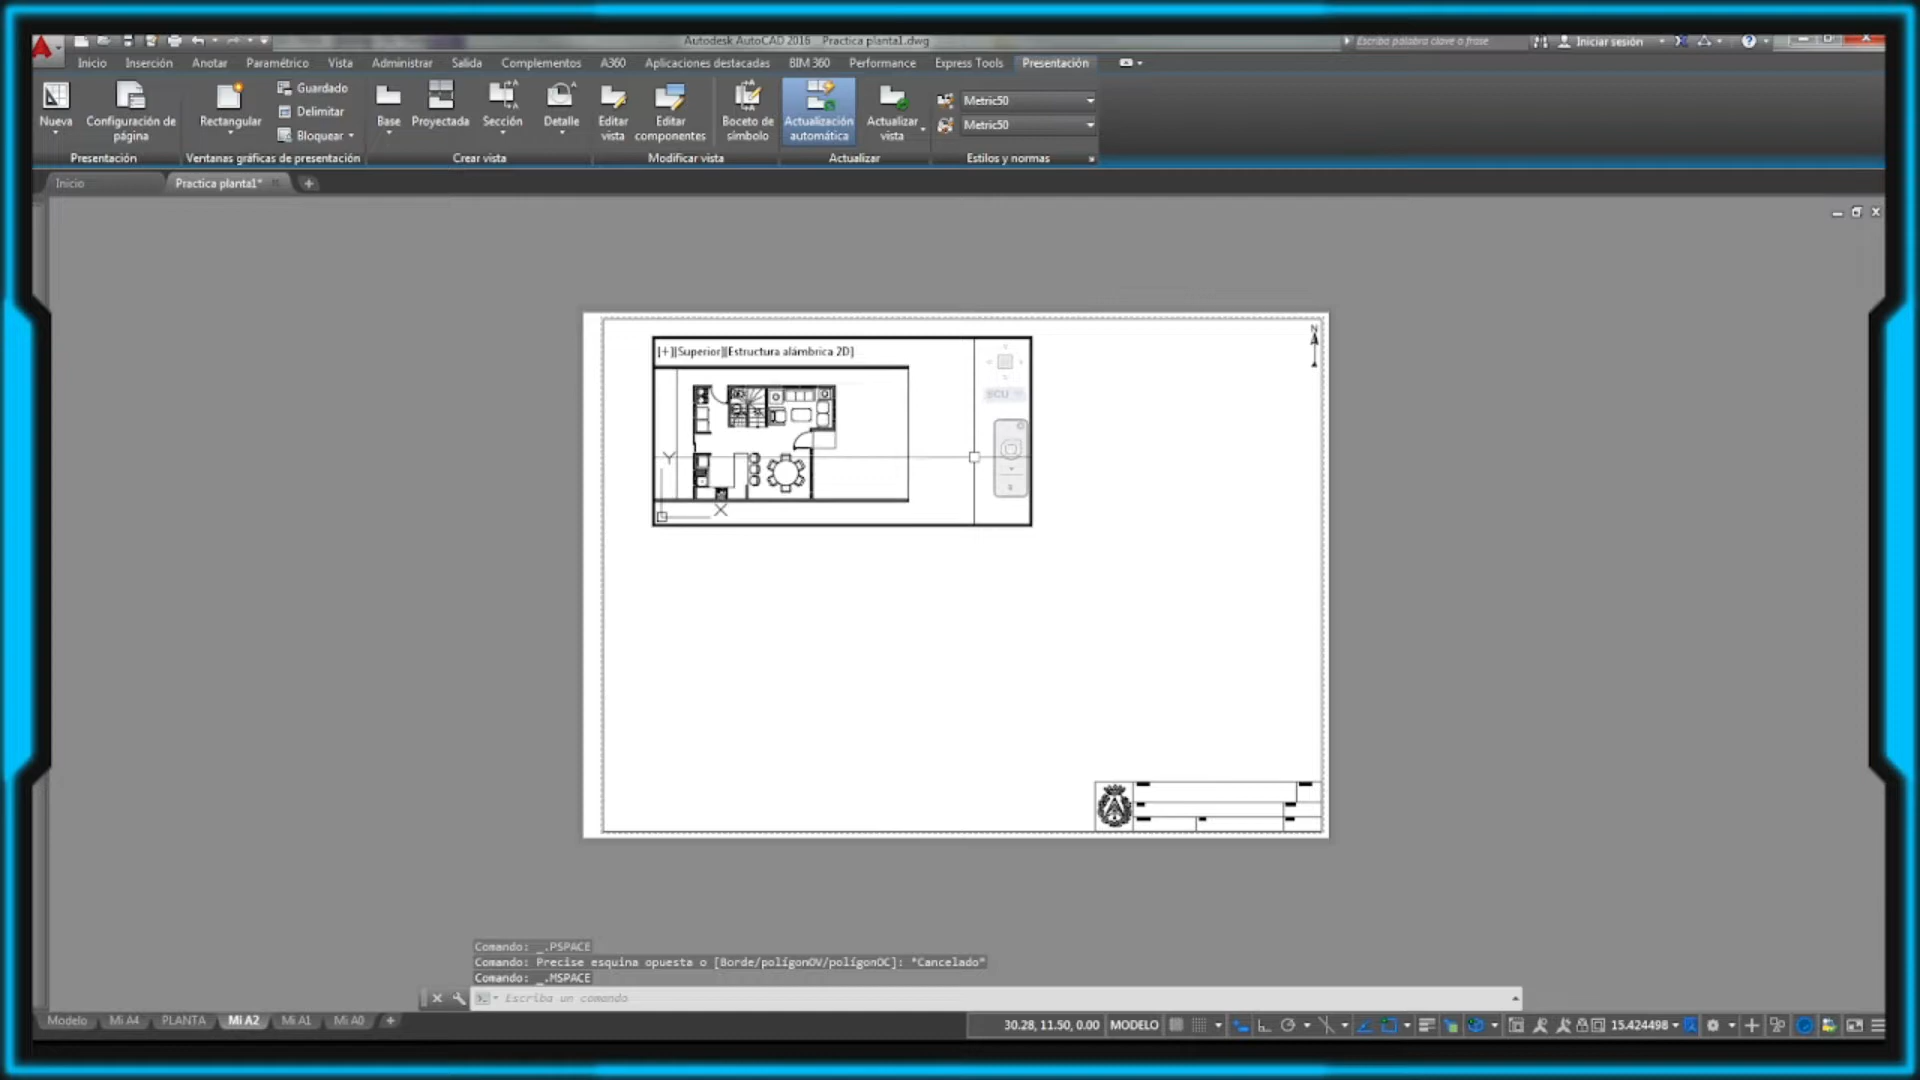 Autodesk AutoCAD 2016 Practica planta1.dwg
Escriba palabra clave o frase
Iniciar sesión
Inicio Inserción Anotar Paramétrico Vista Administrar Salida Complementos A360 Aplicaciones destacadas BIM 360 Performance Express Tools Presentación
Nueva
Configuración de página
Rectangular
Guardado
Delimitar
Bloquear
Base
Proyectada
Sección
Detalle
Editar vista
Editar componentes
Boceto de símbolo
Actualización automática
Actualizar vista
Metric50
Metric50
Presentación
Ventanas gráficas de presentación
Crear vista
Modificar vista
Actualizar
Estilos y normas
Inicio
Practica planta1*
[+][Superior][Estructura alámbrica 2D]
N
SCU
Y
X
Comando: _.PSPACE
Comando: Precise esquina opuesta o [Borde/polígonOV/polígonOC]: *Cancelado*
Comando: _.MSPACE
Escriba un comando
Modelo Mi A4 PLANTA Mi A2 Mi A1 Mi A0 +
30.28, 11.50, 0.00 MODELO
15.424498